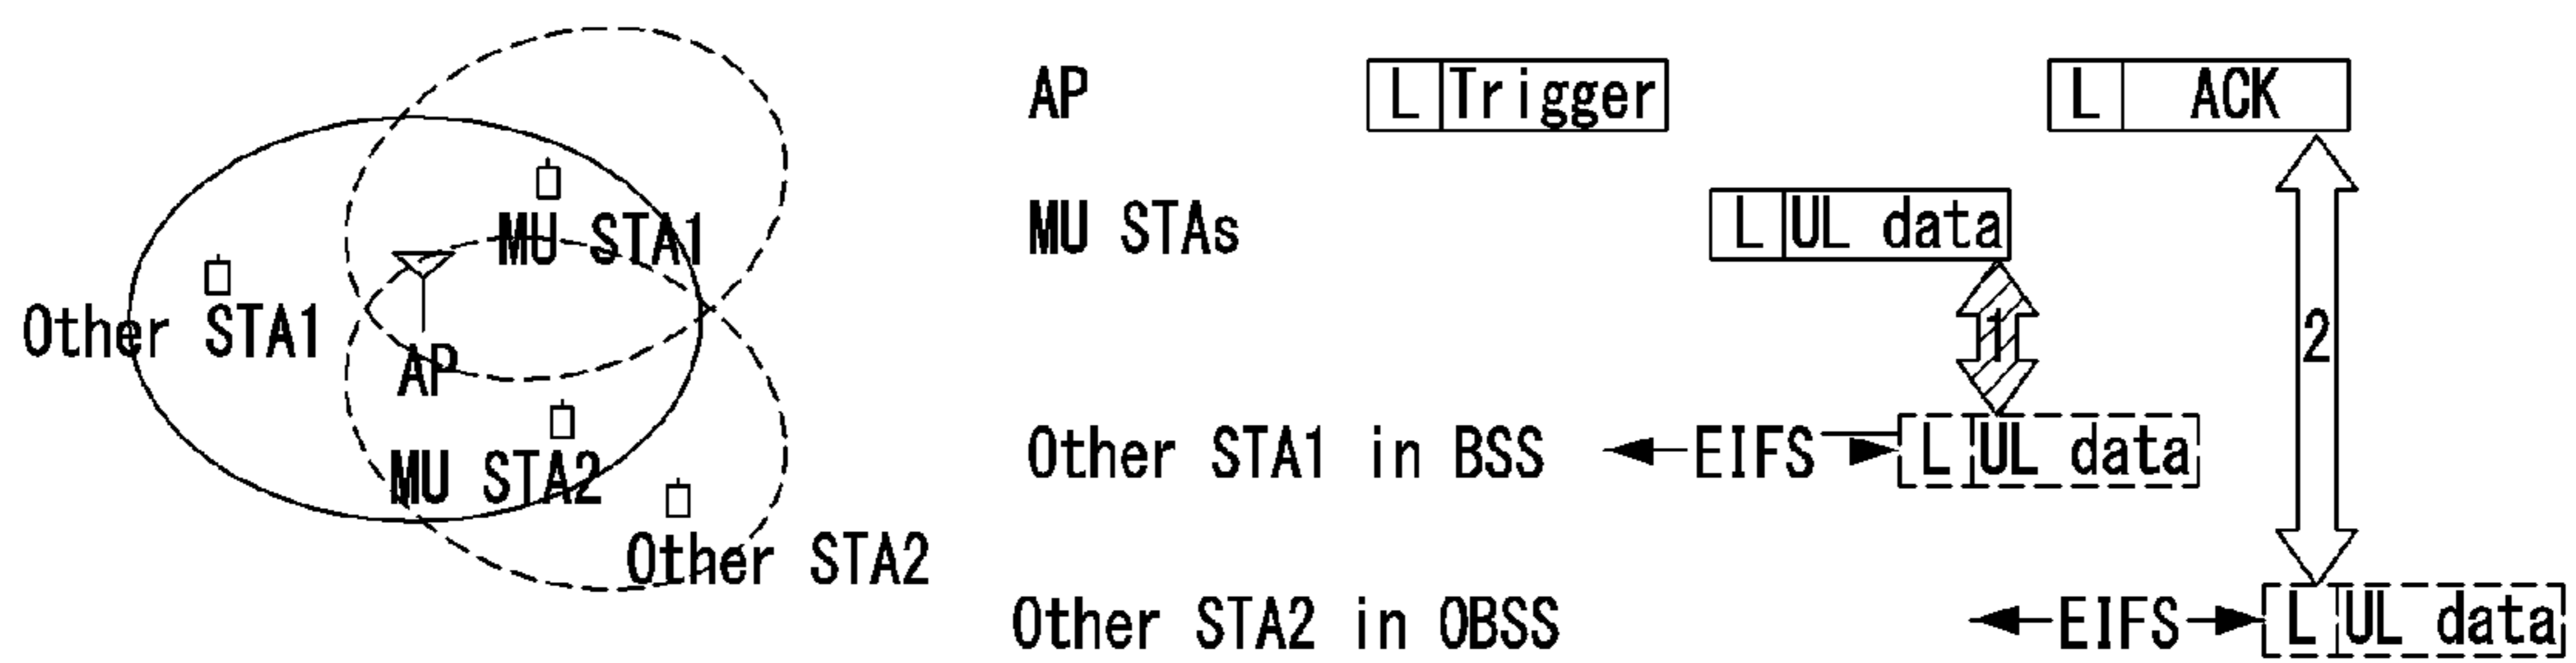 MU STA1
Other STA1
AP
MU STA2
Other STA2
AP L Trigger L ACK
MU STAs L UL data
1
2
Other STA1 in BSS EIFS L UL data
Other STA2 in OBSS EIFS L UL data